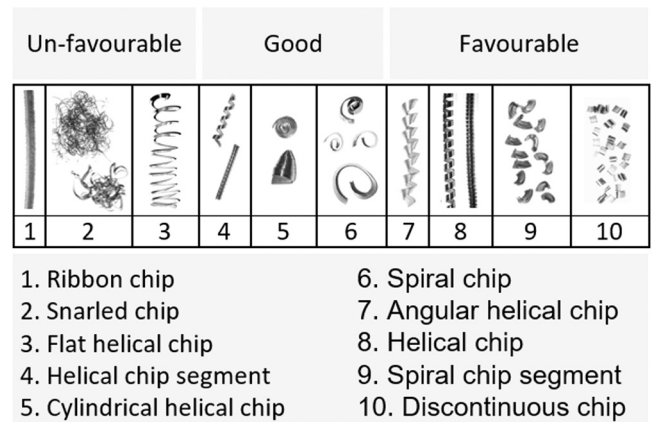 Un-favourable Good Favourable
1 2 3 4 5 6 7 8 9 10
1. Ribbon chip
2. Snarled chip
3. Flat helical chip
4. Helical chip segment
5. Cylindrical helical chip
6. Spiral chip
7. Angular helical chip
8. Helical chip
9. Spiral chip segment
10. Discontinuous chip